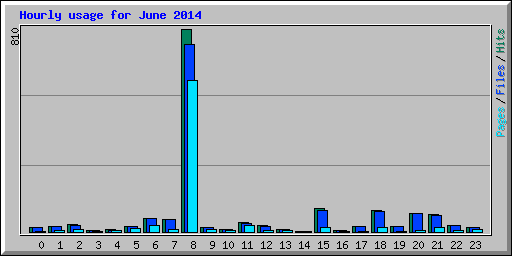 Hourly usage for June 2014
810
Pages/Files/Hits
0 1 2 3 4 5 6 7 8 9 10 11 12 13 14 15 16 17 18 19 20 21 22 23